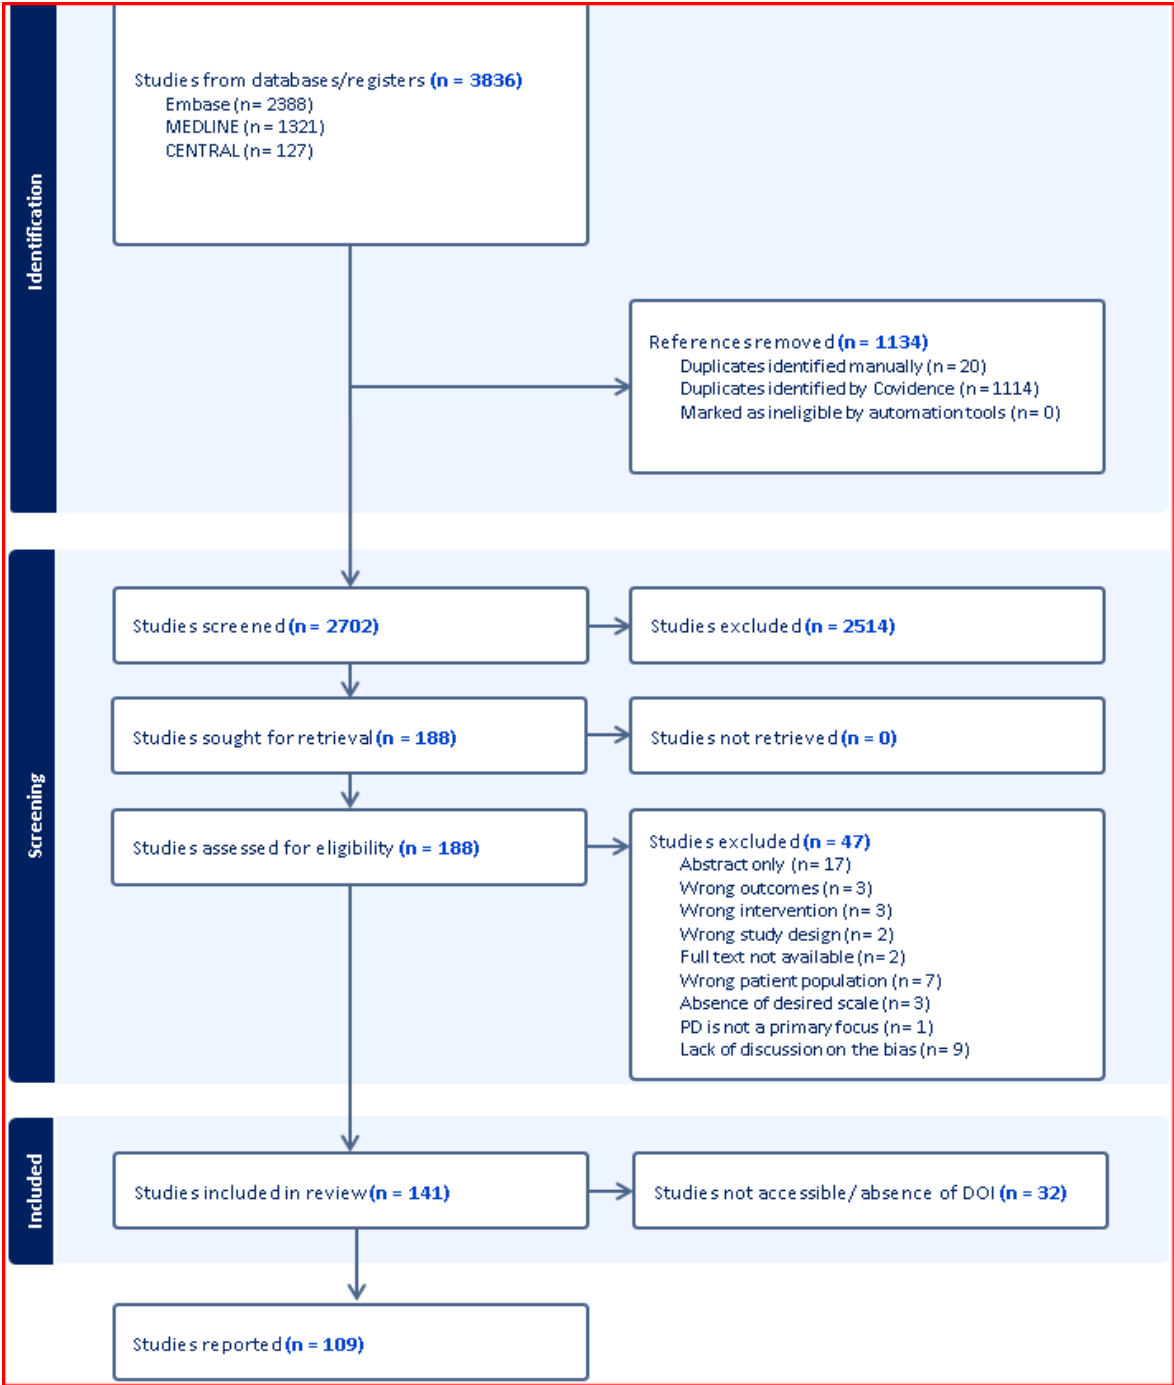 Identification
Studies from databases/registers (n = 3836)
Embase (n = 2388)
MEDLINE (n = 1321)
CENTRAL (n = 127)
References removed (n = 1134)
Duplicates identified manually (n = 20)
Duplicates identified by Covidence (n = 1114)
Marked as ineligible by automation tools (n = 0)
Screening
Studies screened (n = 2702)
Studies excluded (n = 2514)
Studies sought for retrieval (n = 188)
Studies not retrieved (n = 0)
Studies assessed for eligibility (n = 188)
Studies excluded (n = 47)
Abstract only (n = 17)
Wrong outcomes (n = 3)
Wrong intervention (n = 3)
Wrong study design (n = 2)
Full text not available (n = 2)
Wrong patient population (n = 7)
Absence of desired scale (n = 3)
PD is not a primary focus (n = 1)
Lack of discussion on the bias (n = 9)
Included
Studies included in review (n = 141)
Studies not accessible/ absence of DOI (n = 32)
Studies reported (n = 109)